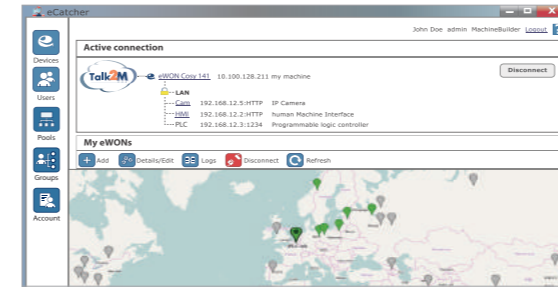 eCatcher
John Doe admin MachineBuilder Logout
Devices
Users
Pools
Groups
Account
Active connection
Disconnect
Talk2M
eWON Cosy 141 10.100.128.211 my machine
LAN
Cam 192.168.12.5:HTTP IP Camera
HMI 192.168.12.2:HTTP human Machine Interface
PLC 192.168.12.3:1234 Programmable logic controller
My eWONs
Add Details/Edit Logs Disconnect Refresh